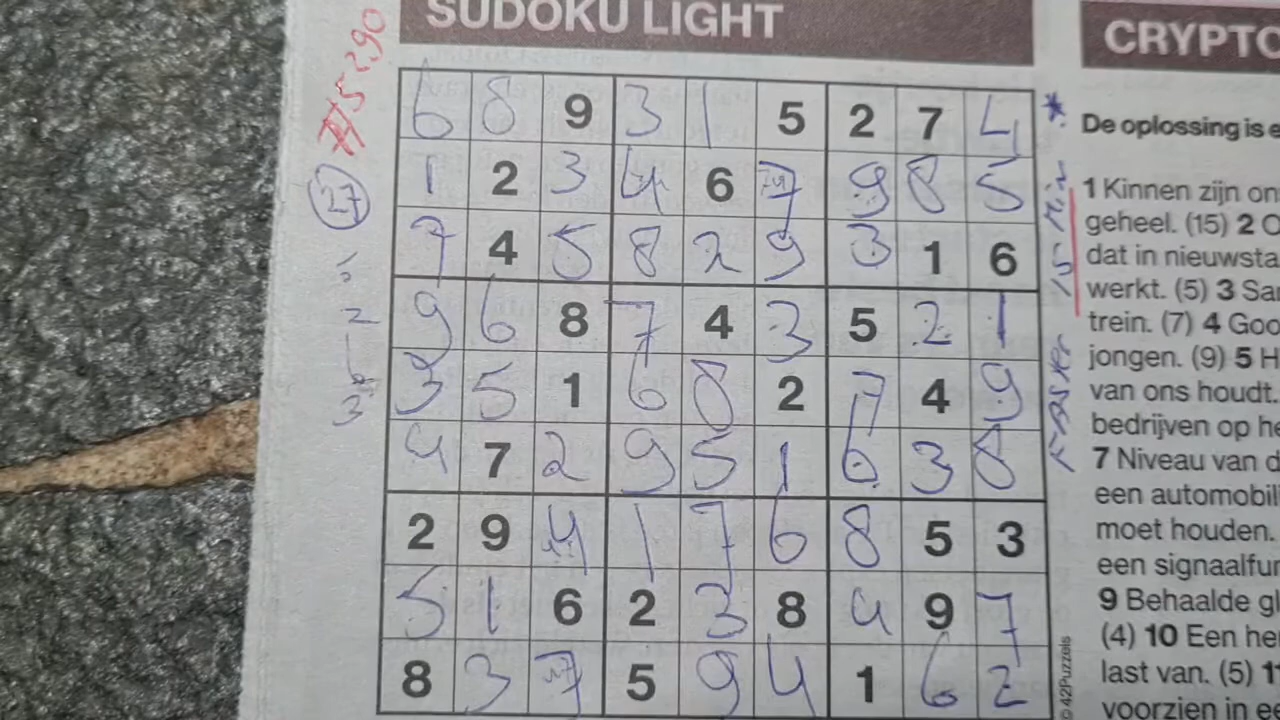 SUDOKU LIGHT
CRYPTO
#75290
27
6 8 9 3 1 5 2 7 4
1 2 3 4 6 7 9 8 5
7 4 5 8 2 9 3 1 6
9 6 8 7 4 3 5 2 1
3 5 1 6 8 2 7 4 9
4 7 2 9 5 1 6 3 8
2 9 4 1 7 6 8 5 3
5 1 6 2 3 8 4 9 7
8 3 7 5 9 4 1 6 2
© 42Puzzels
De oplossing is e
1 Kinnen zijn on
geheel. (15) 2 O
dat in nieuwsta
werkt. (5) 3 Sa
trein. (7) 4 Goo
jongen. (9) 5 H
van ons houdt.
bedrijven op he
7 Niveau van d
een automobili
moet houden.
een signaalfu
9 Behaalde gl
(4) 10 Een he
last van. (5) 1
voorzien in e